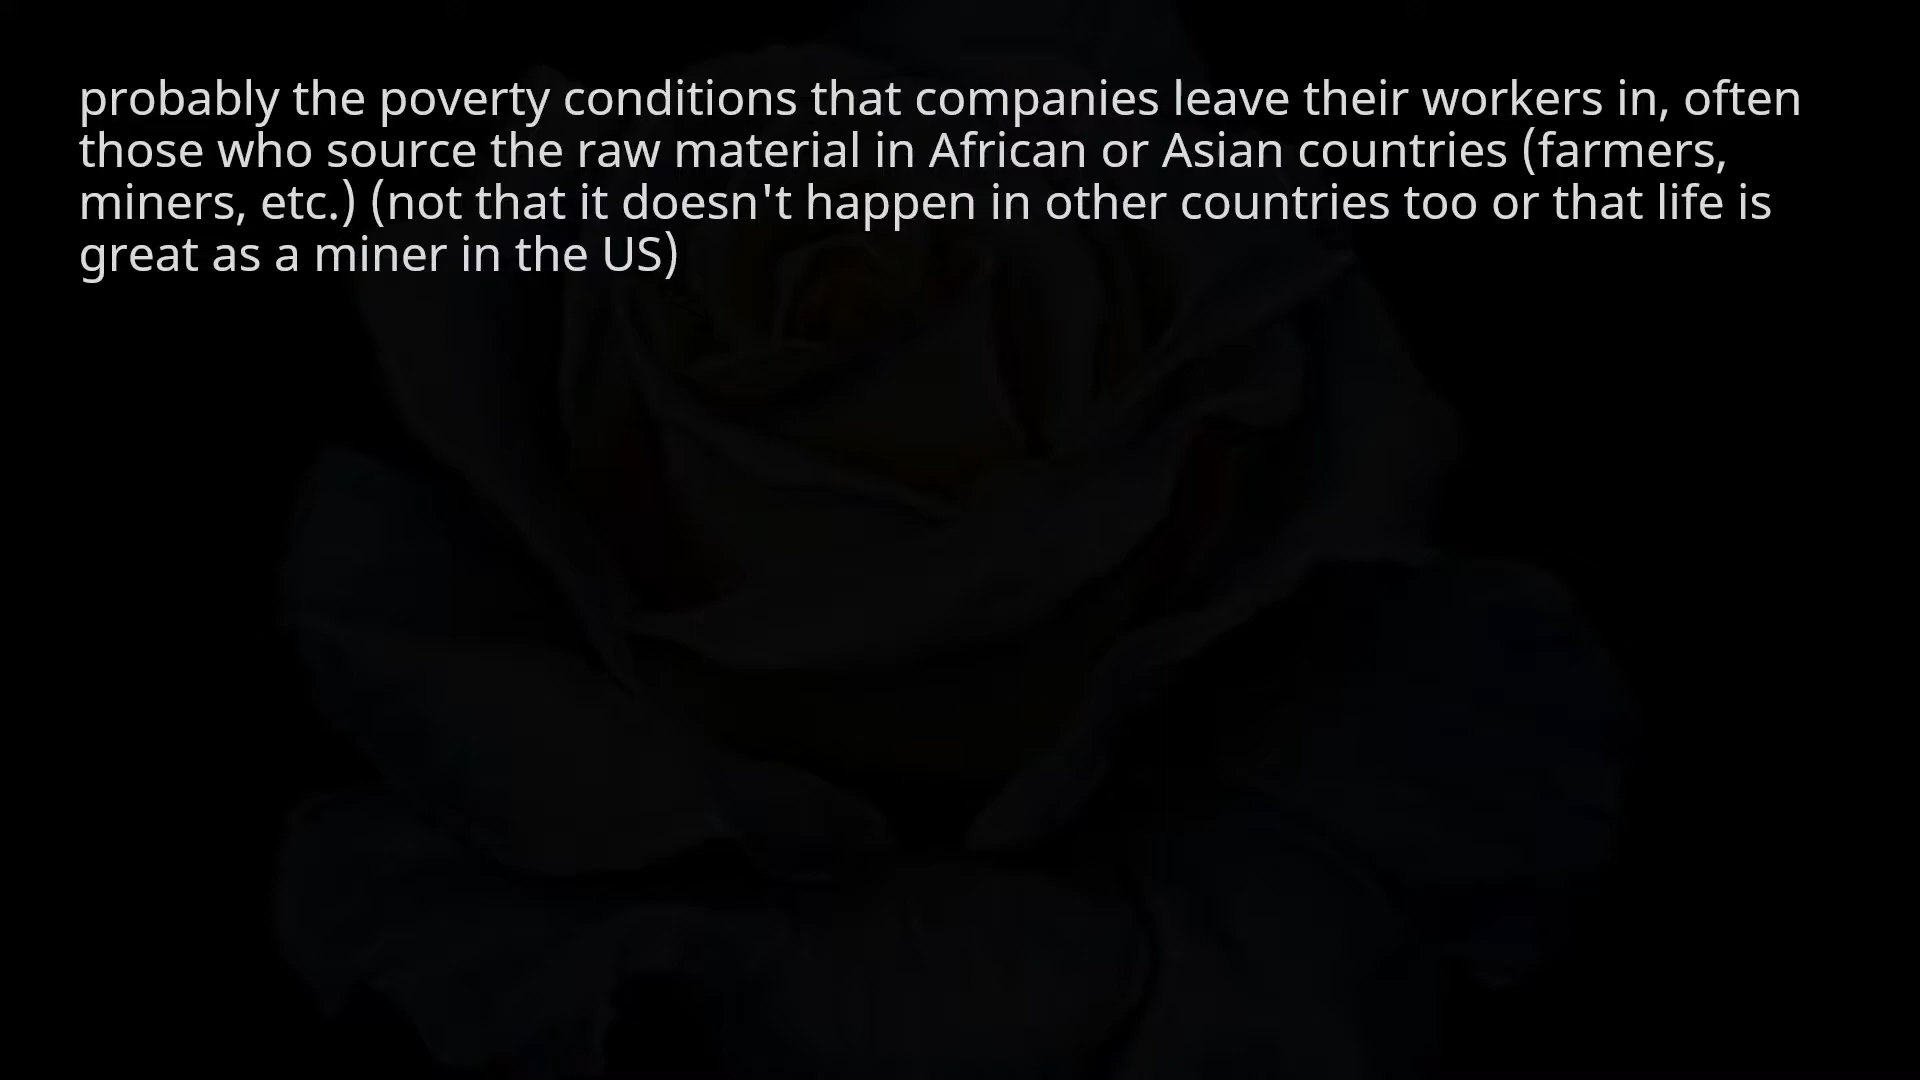 probably the poverty conditions that companies leave their workers in, often
those who source the raw material in African or Asian countries (farmers,
miners, etc.) (not that it doesn't happen in other countries too or that life is
great as a miner in the US)